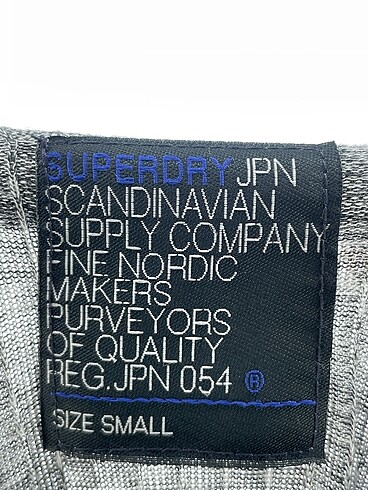 SUPERDRY JPN
SCANDINAVIAN
SUPPLY COMPANY
FINE NORDIC
MAKERS
PURVEYORS
OF QUALITY
REG.JPN 054 ®
SIZE SMALL